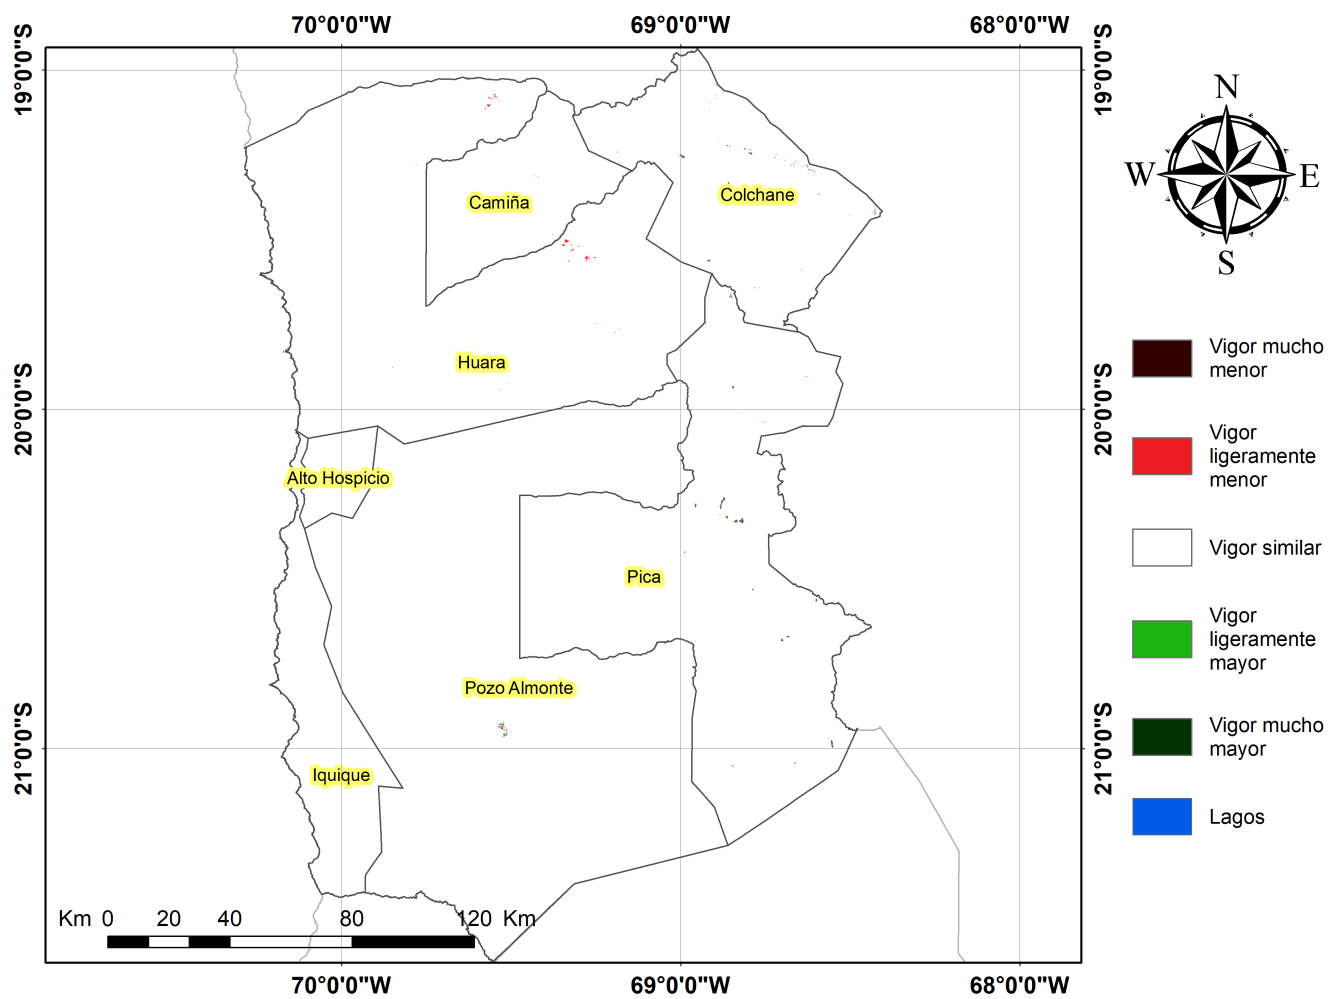 70°0'0"W
69°0'0"W
68°0'0"W
19°0'0"S
19°0'0"S
N
W
E
S
Camiña
Colchane
Huara
20°0'0"S
20°0'0"S
Alto Hospicio
Pica
Pozo Almonte
21°0'0"S
21°0'0"S
Iquique
Km 0 20 40 80 120 Km
70°0'0"W
69°0'0"W
68°0'0"W
Vigor mucho
menor
Vigor
ligeramente
menor
Vigor similar
Vigor
ligeramente
mayor
Vigor mucho
mayor
Lagos